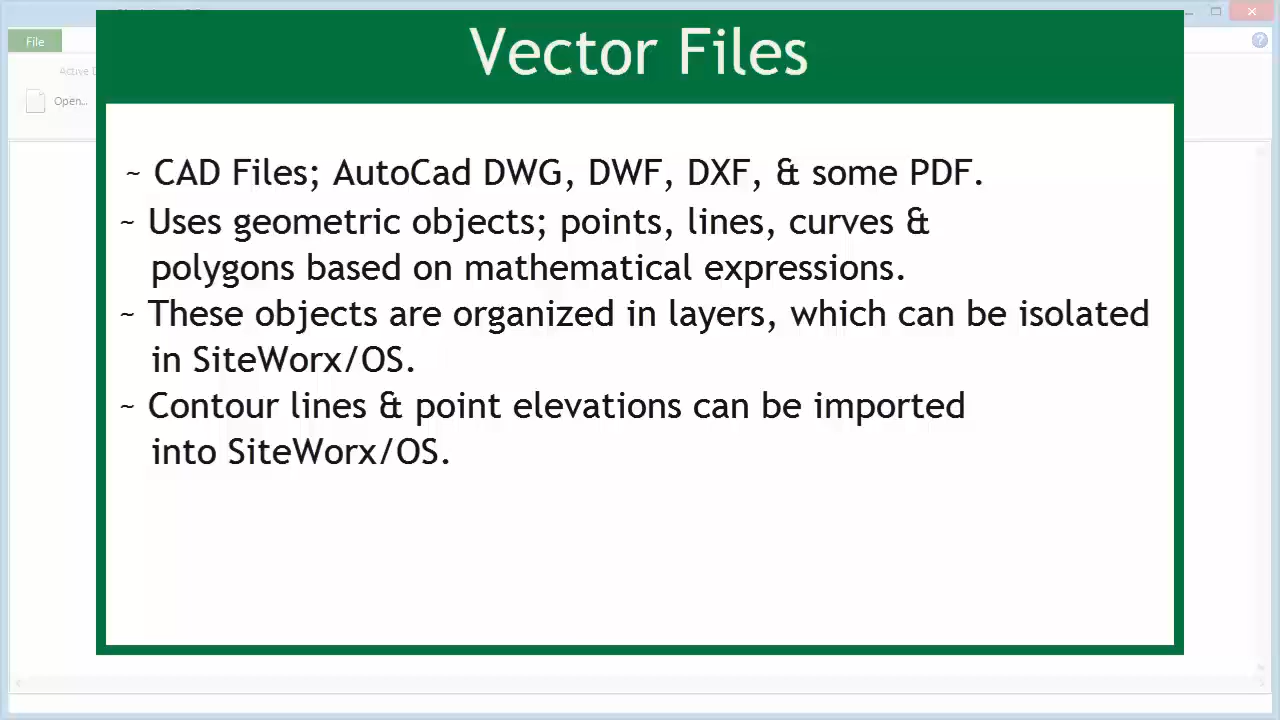 Vector Files
File
Active
Open...
~ CAD Files; AutoCad DWG, DWF, DXF, & some PDF.
~ Uses geometric objects; points, lines, curves &
polygons based on mathematical expressions.
~ These objects are organized in layers, which can be isolated
in SiteWorx/OS.
~ Contour lines & point elevations can be imported
into SiteWorx/OS.